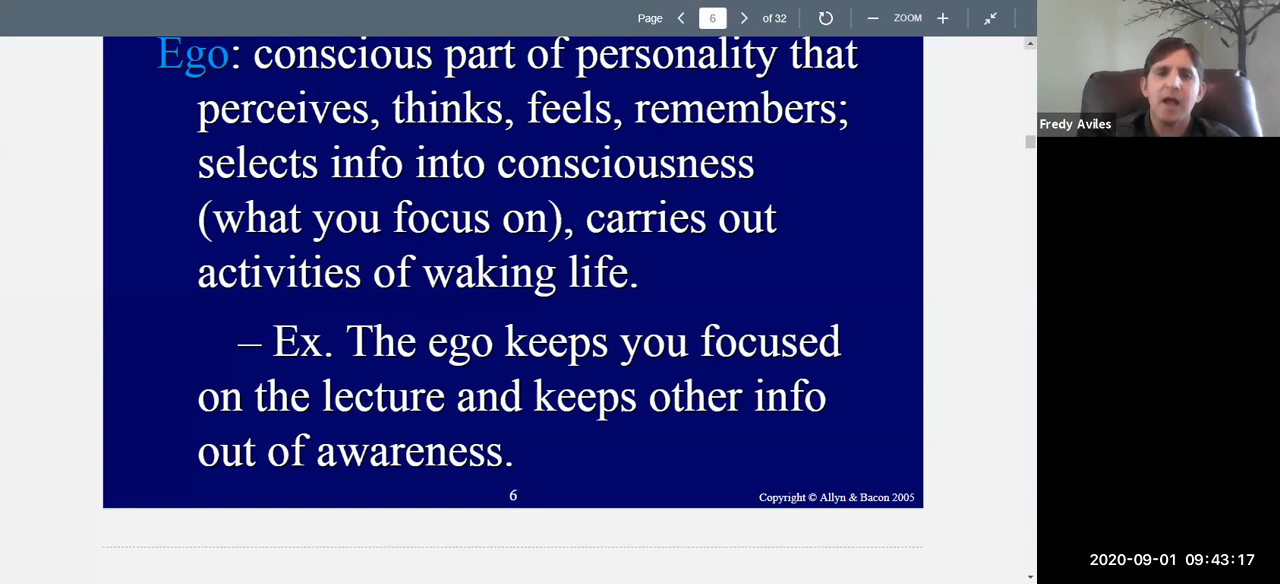 Page 6 of 32 ZOOM
Ego: conscious part of personality that
perceives, thinks, feels, remembers;
selects info into consciousness
(what you focus on), carries out
activities of waking life.
– Ex. The ego keeps you focused
on the lecture and keeps other info
out of awareness.
6
Copyright © Allyn & Bacon 2005
Fredy Aviles
2020-09-01 09:43:17